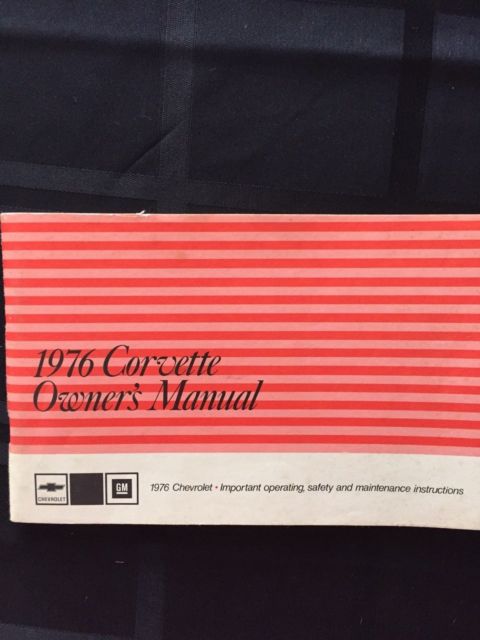 1976 Corvette
Owner's Manual
CHEVROLET
GM
1976 Chevrolet • Important operating, safety and maintenance instructions